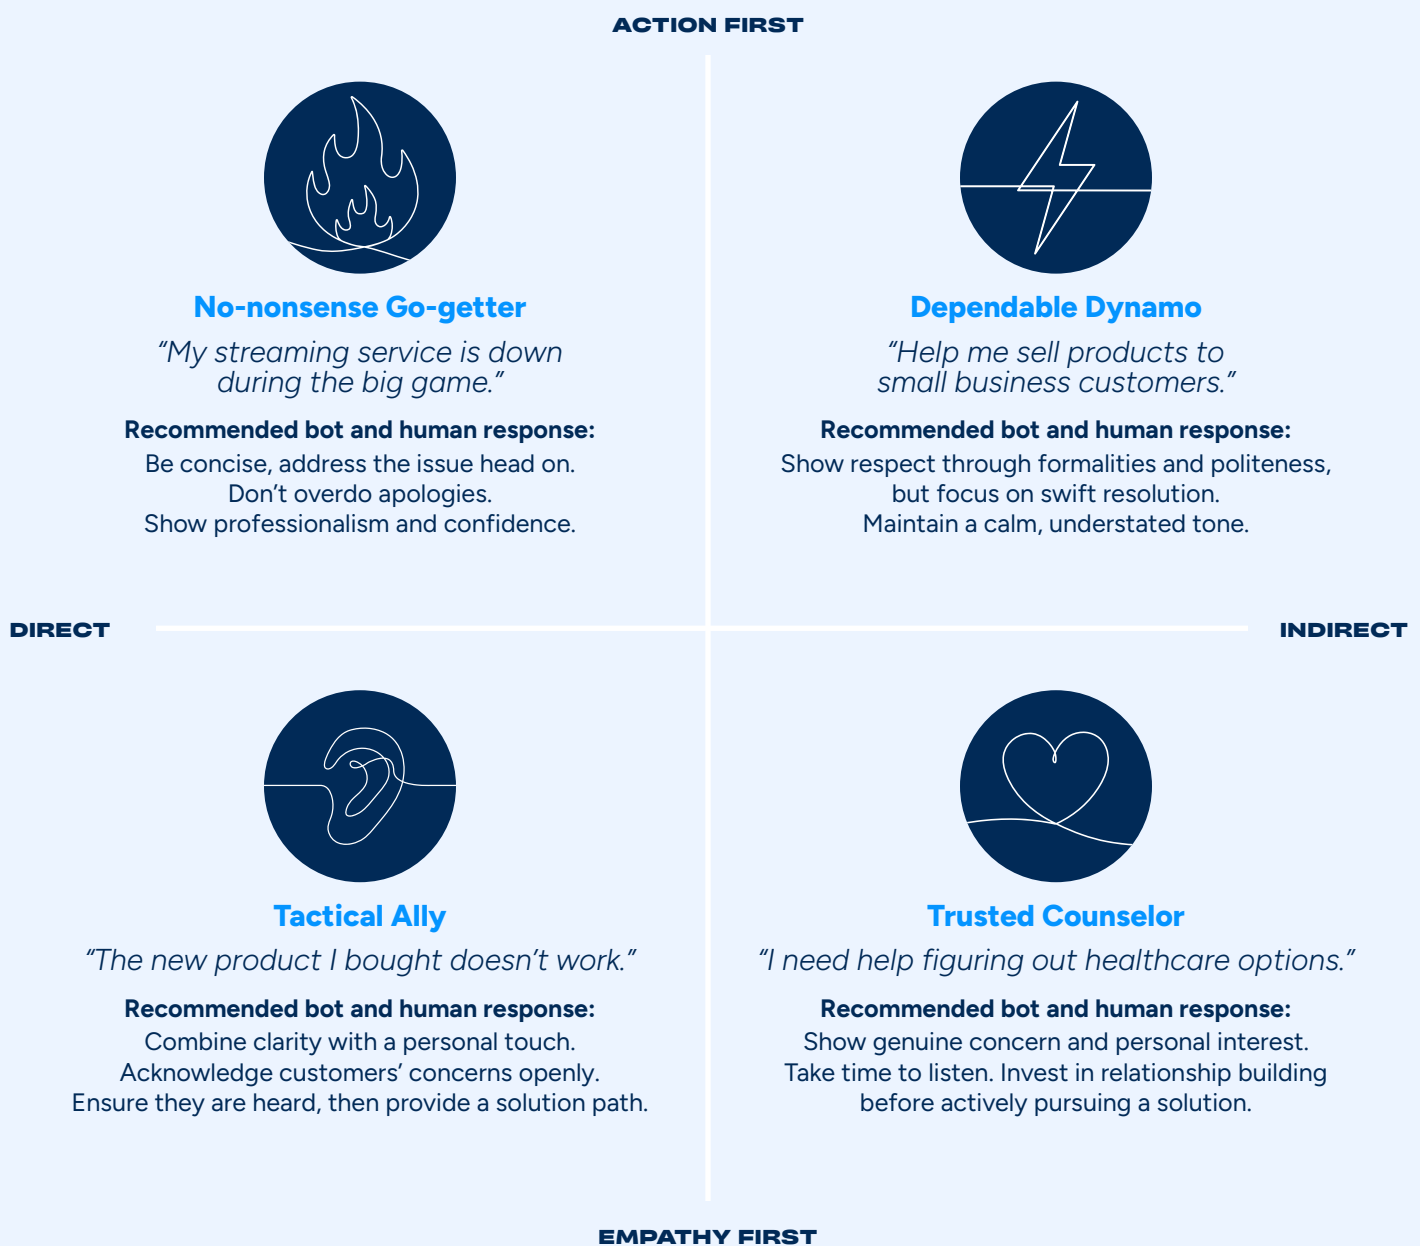 ACTION FIRST
No-nonsense Go-getter
“My streaming service is down
during the big game.”
Recommended bot and human response:
Be concise, address the issue head on.
Don’t overdo apologies.
Show professionalism and confidence.
Dependable Dynamo
“Help me sell products to
small business customers.”
Recommended bot and human response:
Show respect through formalities and politeness,
but focus on swift resolution.
Maintain a calm, understated tone.
DIRECT
INDIRECT
Tactical Ally
“The new product I bought doesn’t work.”
Recommended bot and human response:
Combine clarity with a personal touch.
Acknowledge customers’ concerns openly.
Ensure they are heard, then provide a solution path.
Trusted Counselor
“I need help figuring out healthcare options.”
Recommended bot and human response:
Show genuine concern and personal interest.
Take time to listen. Invest in relationship building
before actively pursuing a solution.
EMPATHY FIRST